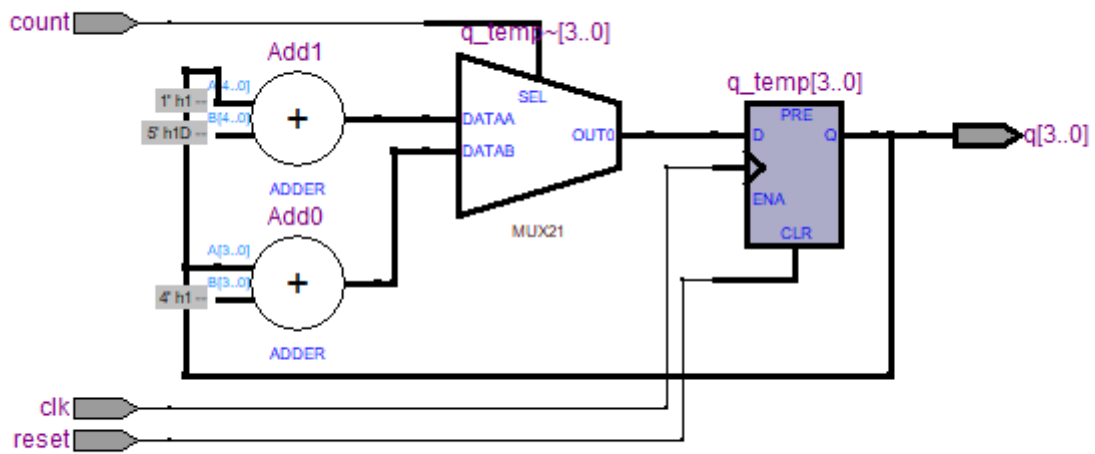 count
q_temp~[3..0]
Add1
A[4..0]
1' h1 --
B[4..0]
5' h1D --
+
ADDER
SEL
DATAA
DATAB
OUT0
MUX21
q_temp[3..0]
PRE
D
Q
ENA
CLR
q[3..0]
Add0
A[3..0]
B[3..0]
4' h1 --
+
ADDER
clk
reset